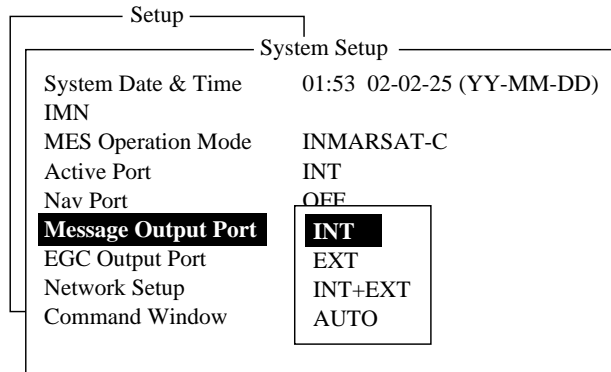 Setup
System Setup
System Date & Time 01:53 02-02-25 (YY-MM-DD)
IMN
MES Operation Mode INMARSAT-C
Active Port INT
Nav Port OFF
Message Output Port INT
EGC Output Port EXT
Network Setup INT+EXT
Command Window AUTO